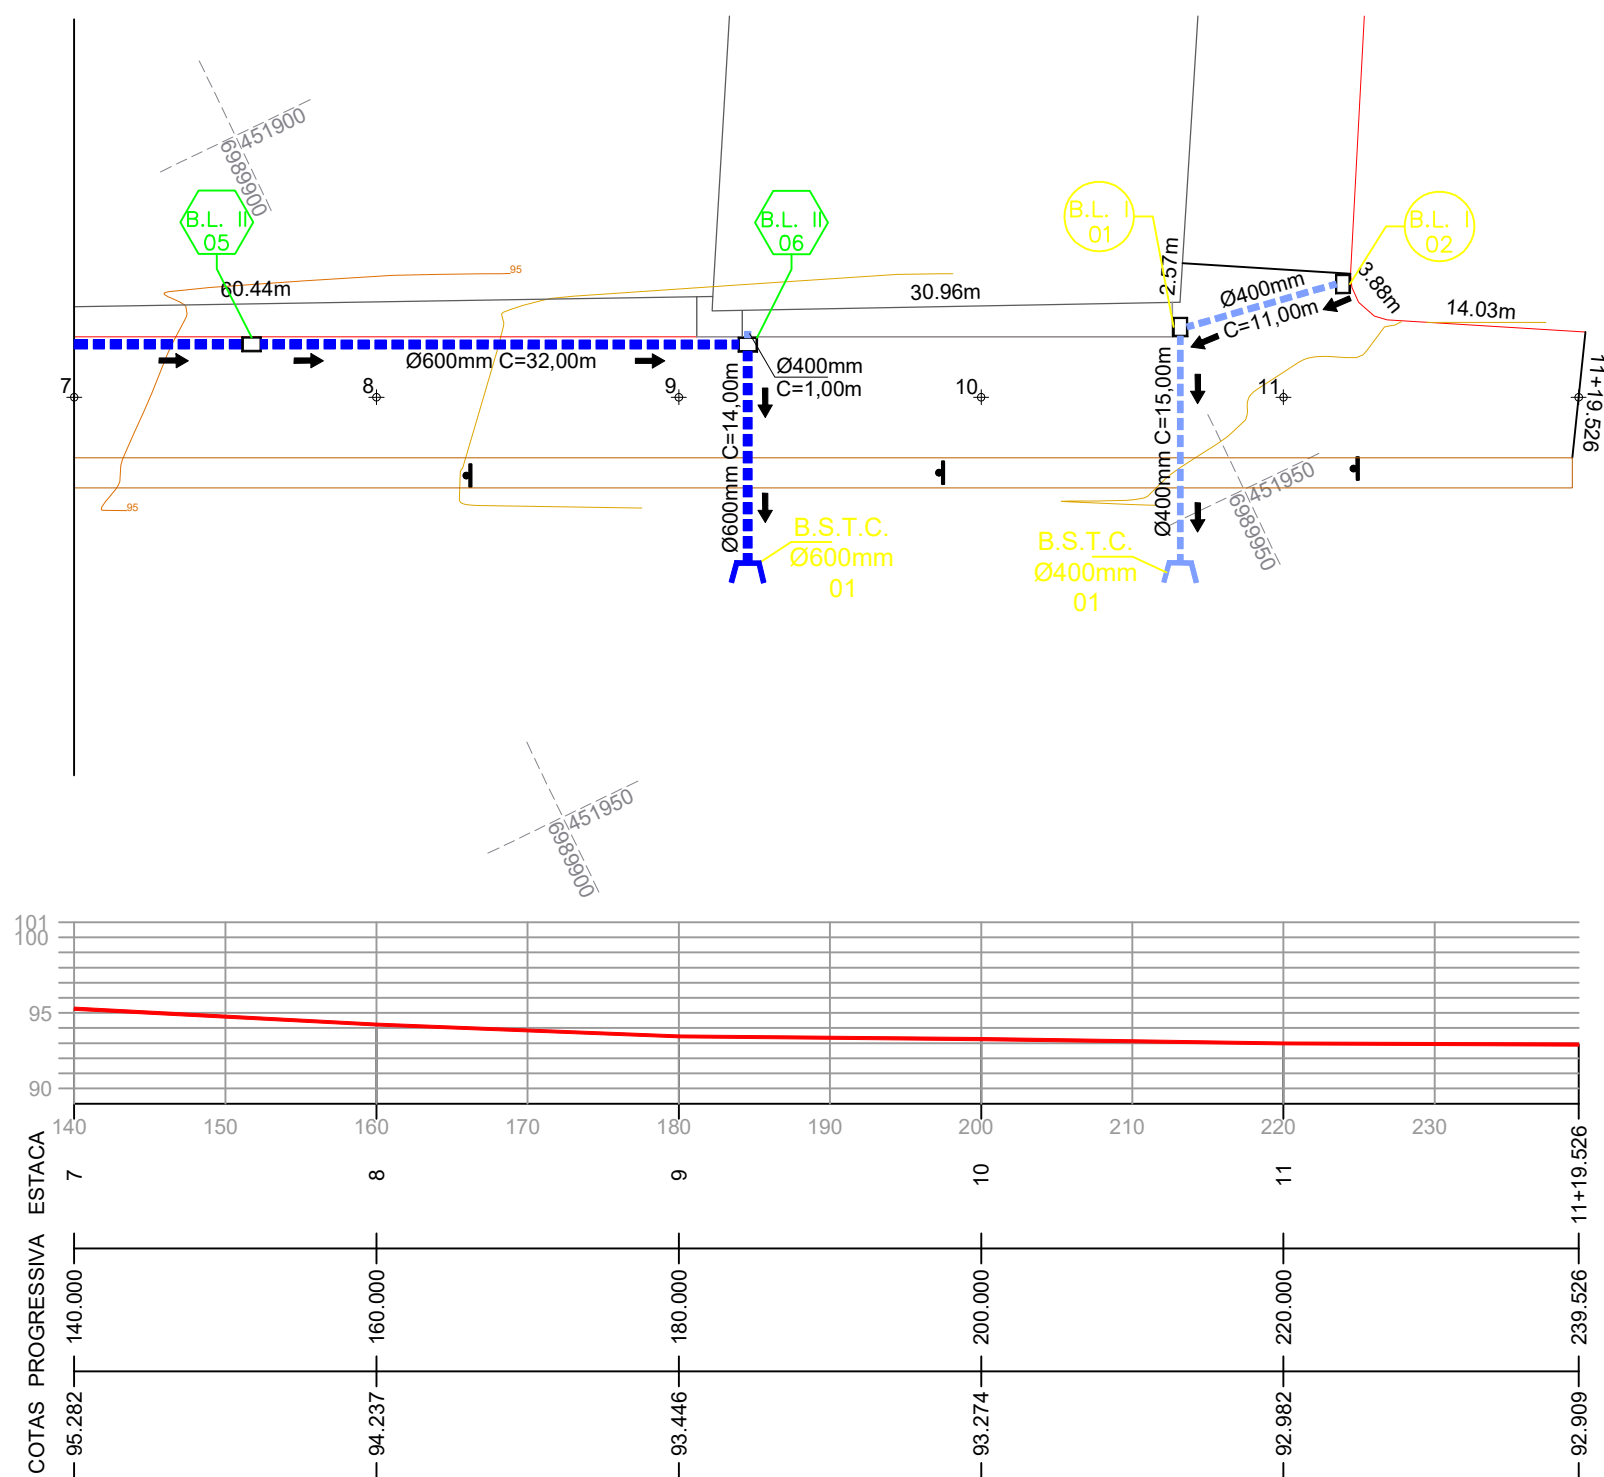 451900
6989900
B.L. II
05
B.L. II
06
B.L. I
01
B.L. I
02
60.44m
95
30.96m
2.57m
Ø400mm
C=11,00m
3.88m
14.03m
Ø600mm C=32,00m
Ø400mm
C=1,00m
7
8
9
10
11
11+19.526
Ø600mm C=14,00m
Ø400mm C=15,00m
95
451950
6989950
B.S.T.C.
Ø600mm
01
B.S.T.C.
Ø400mm
01
451950
6989900
101
100
95
90
140
150
160
170
180
190
200
210
220
230
ESTACA
7
8
9
10
11
11+19.526
PROGRESSIVA
140.000
160.000
180.000
200.000
220.000
239.526
COTAS
95.282
94.237
93.446
93.274
92.982
92.909